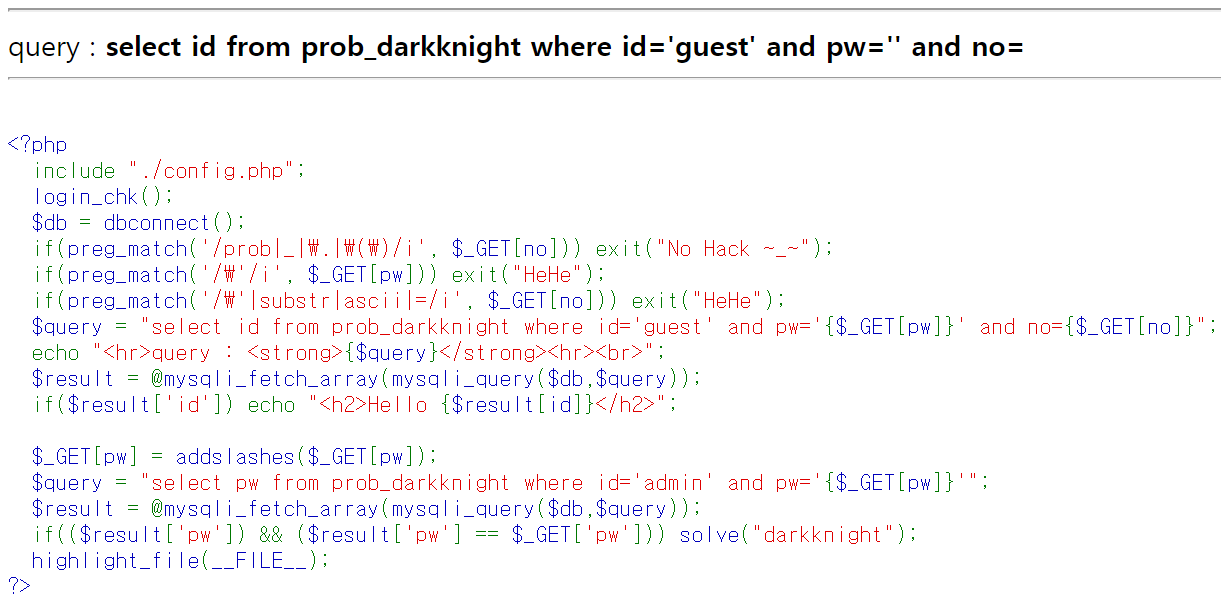 query : select id from prob_darkknight where id='guest' and pw='' and no=
<?php
  include "./config.php";
  login_chk();
  $db = dbconnect();
  if(preg_match('/prob|_|₩.|₩(₩)/i', $_GET[no])) exit("No Hack ~_~");
  if(preg_match('/₩'/i', $_GET[pw])) exit("HeHe");
  if(preg_match('/₩'|substr|ascii|=/i', $_GET[no])) exit("HeHe");
  $query = "select id from prob_darkknight where id='guest' and pw='{$_GET[pw]}' and no={$_GET[no]}";
  echo "<hr>query : <strong>{$query}</strong><hr><br>";
  $result = @mysqli_fetch_array(mysqli_query($db,$query));
  if($result['id']) echo "<h2>Hello {$result[id]}</h2>";
  $_GET[pw] = addslashes($_GET[pw]);
  $query = "select pw from prob_darkknight where id='admin' and pw='{$_GET[pw]}'";
  $result = @mysqli_fetch_array(mysqli_query($db,$query));
  if(($result['pw']) && ($result['pw'] == $_GET['pw'])) solve("darkknight");
  highlight_file(__FILE__);
?>